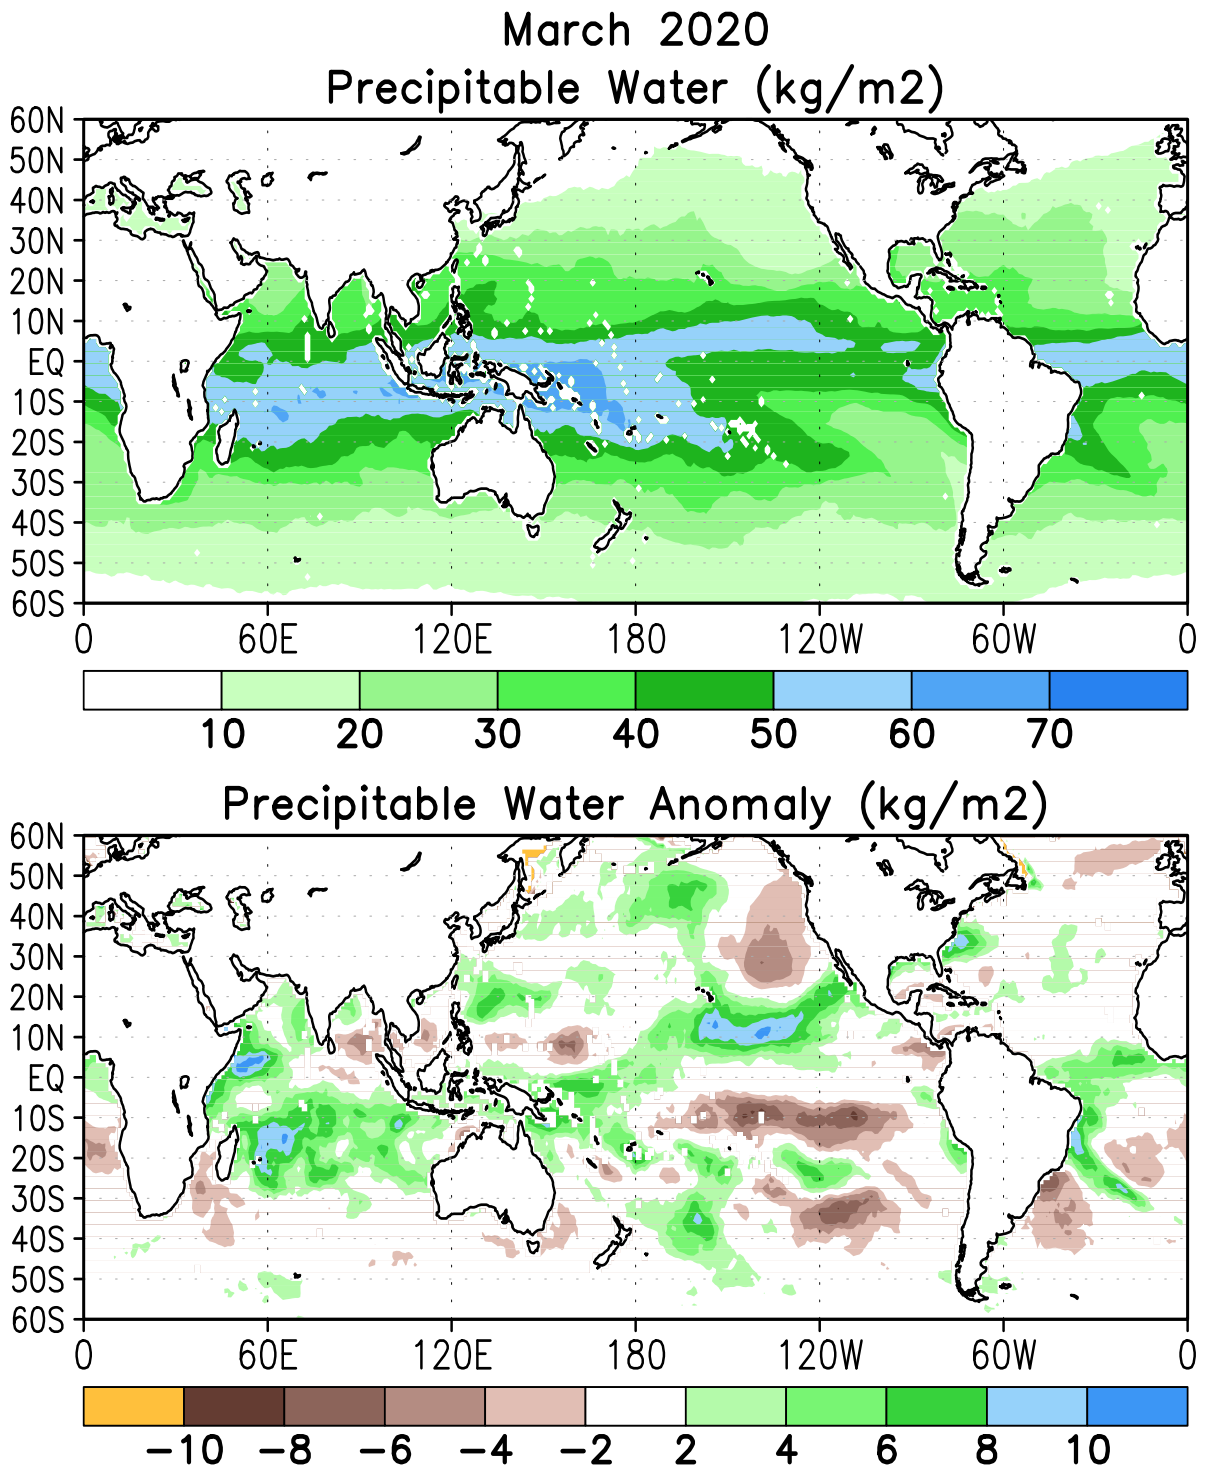 March 2020
Precipitable Water (kg/m2)
60N
50N
40N
30N
20N
10N
EQ
10S
20S
30S
40S
50S
60S
0 60E 120E 180 120W 60W 0
10 20 30 40 50 60 70
Precipitable Water Anomaly (kg/m2)
60N
50N
40N
30N
20N
10N
EQ
10S
20S
30S
40S
50S
60S
0 60E 120E 180 120W 60W 0
−10 −8 −6 −4 −2 2 4 6 8 10